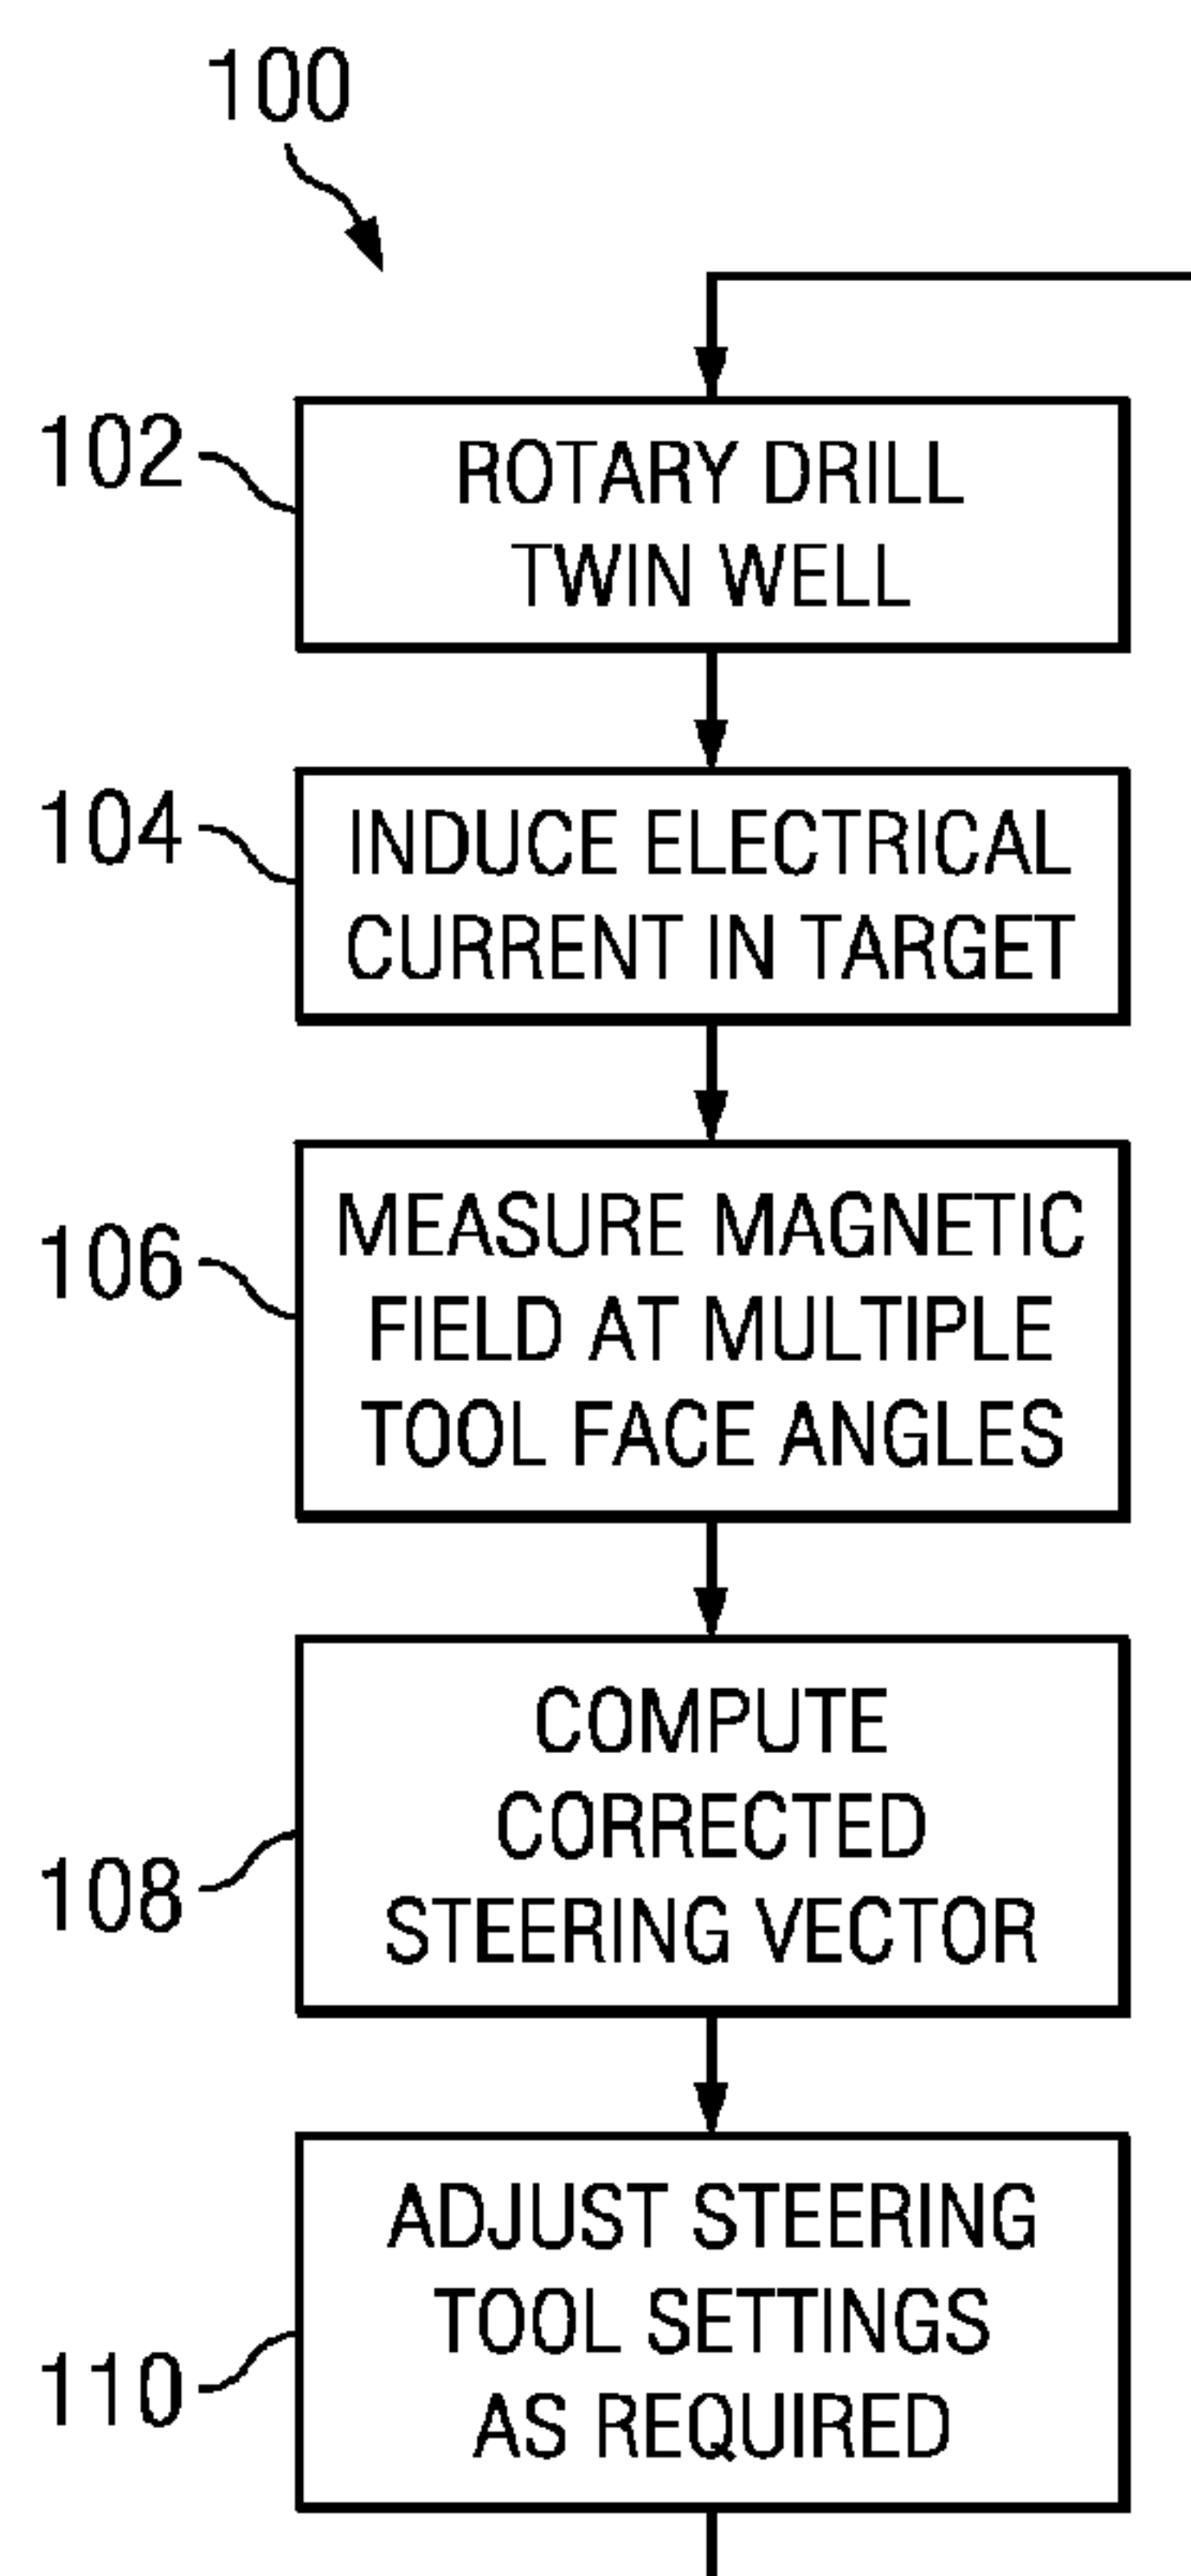 100
102
ROTARY DRILL
TWIN WELL
104
INDUCE ELECTRICAL
CURRENT IN TARGET
106
MEASURE MAGNETIC
FIELD AT MULTIPLE
TOOL FACE ANGLES
108
COMPUTE
CORRECTED
STEERING VECTOR
110
ADJUST STEERING
TOOL SETTINGS
AS REQUIRED